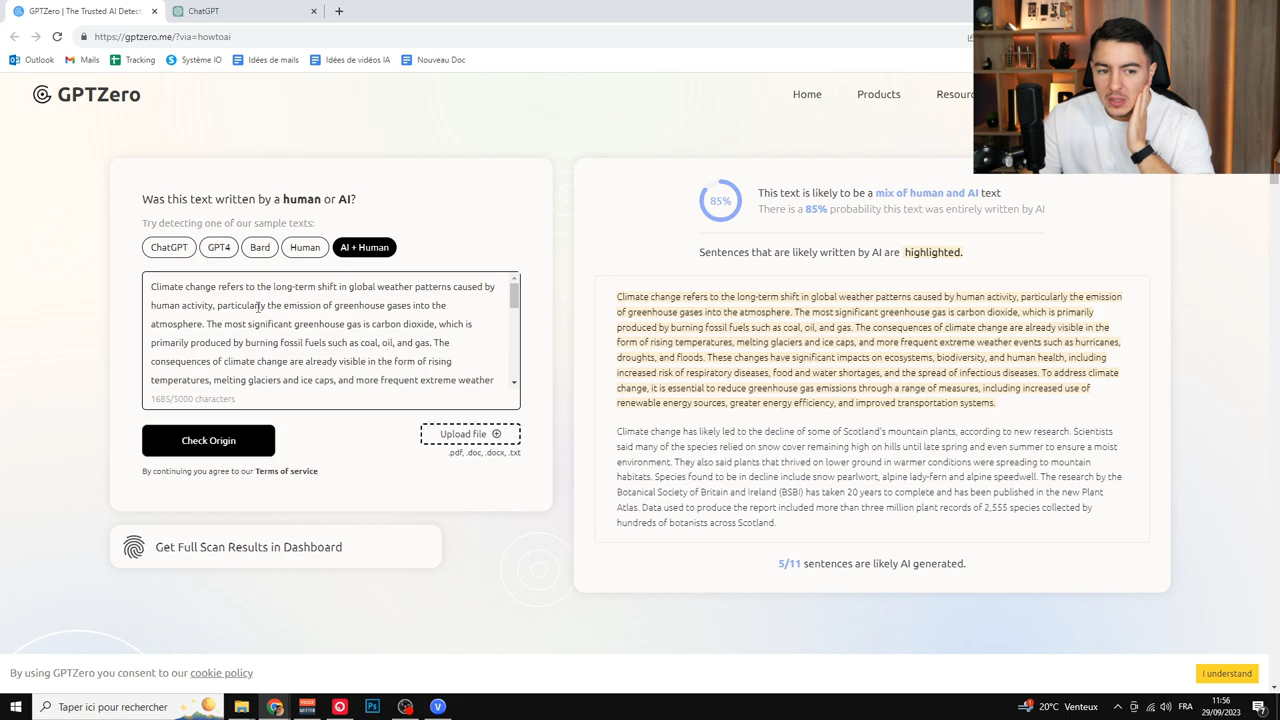 GPTZero | The Trusted AI Detec
ChatGPT
https://gptzero.me/?via=howtoai
Outlook
Mails
Tracking
Système IO
Idées de mails
Idées de vidéos IA
Nouveau Doc
GPTZero
Home
Products
Resourc
Was this text written by a human or AI?
Try detecting one of our sample texts:
ChatGPT
GPT4
Bard
Human
AI + Human
Climate change refers to the long-term shift in global weather patterns caused by
human activity, particularly the emission of greenhouse gases into the
atmosphere. The most significant greenhouse gas is carbon dioxide, which is
primarily produced by burning fossil fuels such as coal, oil, and gas. The
consequences of climate change are already visible in the form of rising
temperatures, melting glaciers and ice caps, and more frequent extreme weather
1685/5000 characters
Check Origin
Upload file
.pdf, .doc, .docx, .txt
By continuing you agree to our Terms of service
Get Full Scan Results in Dashboard
85%
This text is likely to be a mix of human and AI text
There is a 85% probability this text was entirely written by AI
Sentences that are likely written by AI are highlighted.
Climate change refers to the long-term shift in global weather patterns caused by human activity, particularly the emission
of greenhouse gases into the atmosphere. The most significant greenhouse gas is carbon dioxide, which is primarily
produced by burning fossil fuels such as coal, oil, and gas. The consequences of climate change are already visible in the
form of rising temperatures, melting glaciers and ice caps, and more frequent extreme weather events such as hurricanes,
droughts, and floods. These changes have significant impacts on ecosystems, biodiversity, and human health, including
increased risk of respiratory diseases, food and water shortages, and the spread of infectious diseases. To address climate
change, it is essential to reduce greenhouse gas emissions through a range of measures, including increased use of
renewable energy sources, greater energy efficiency, and improved transportation systems.
Climate change has likely led to the decline of some of Scotland's mountain plants, according to new research. Scientists
said many of the species relied on snow cover remaining high on hills until late spring and even summer to ensure a moist
environment. They also said plants that thrived on lower ground in warmer conditions were spreading to mountain
habitats. Species found to be in decline include snow pearlwort, alpine lady-fern and alpine speedwell. The research by the
Botanical Society of Britain and Ireland (BSBI) has taken 20 years to complete and has been published in the new Plant
Atlas. Data used to produce the report included more than three million plant records of 2,555 species collected by
hundreds of botanists across Scotland.
5/11 sentences are likely AI generated.
By using GPTZero you consent to our cookie policy
I understand
Taper ici pour rechercher
20°C Venteux
FRA
11:56
29/09/2023